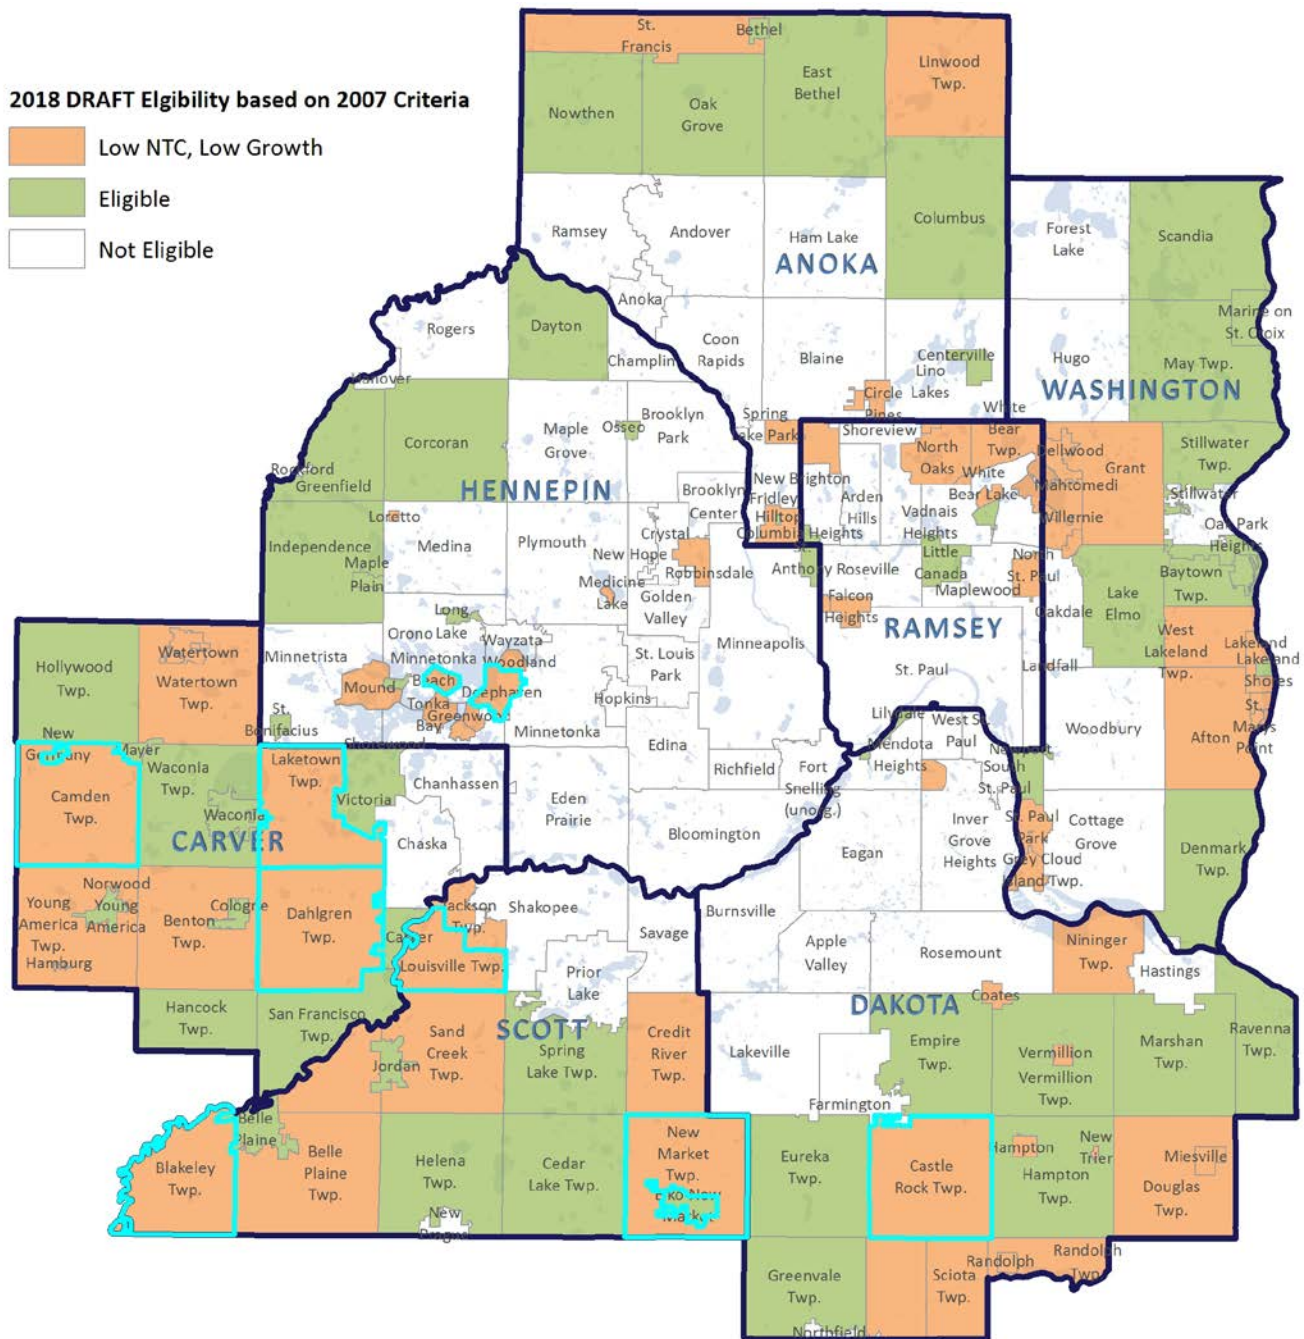 2018 DRAFT Elgibility based on 2007 Criteria
Low NTC, Low Growth
Eligible
Not Eligible
St.
Francis
Bethel
Linwood
Twp.
East
Bethel
Nowthen
Oak
Grove
Columbus
Ramsey
Andover
Ham Lake
ANOKA
Forest
Lake
Scandia
Anoka
Marine on
St. Croix
Rogers
Dayton
Champlin
Coon
Rapids
Blaine
Centerville
Lino
Lakes
Hugo
May Twp.
WASHINGTON
Hanover
Circle
Pines
Corcoran
Maple
Grove
Osseo
Brooklyn
Park
Spring
Lake Park
Shoreview
White
Bear
Twp.
North
Oaks
Dellwood
Grant
Stillwater
Twp.
Rockford
Greenfield
HENNEPIN
Brooklyn
Center
New Brighton
Fridley
Arden
Hills
White
Bear Lake
Mahtomedi
Stillwater
Loretto
Medina
Plymouth
Crystal
New Hope
Hilltop
Columbia Heights
Vadnais
Heights
Willernie
Oak Park
Heights
Independence
Maple
Plain
Medicine
Lake
Robbinsdale
Golden
Valley
St.
Anthony
Roseville
Little
Canada
Maplewood
North
St. Paul
Oakdale
Lake
Elmo
Baytown
Twp.
Falcon
Heights
Long
Lake
Orono
Wayzata
Minneapolis
RAMSEY
West
Lakeland
Twp.
Lakeland
Lakeland
Shores
Hollywood
Twp.
Watertown
Watertown
Twp.
Minnetrista
Minnetonka
Beach
Woodland
Mound
Deephaven
St. Louis
Park
St. Paul
Landfall
Hopkins
St.
Bonifacius
Tonka
Bay
Greenwood
Shorewood
Minnetonka
Edina
Lilydale
West St.
Paul
Woodbury
Afton
St.
Marys
Point
New
Germany
Mayer
Waconia
Twp.
Laketown
Twp.
Victoria
Chanhassen
Eden
Prairie
Richfield
Fort
Snelling
(unorg.)
Mendota
Heights
Newport
South
St. Paul
Camden
Twp.
Waconia
CARVER
Chaska
Bloomington
Eagan
Inver
Grove
Heights
St. Paul
Park
Cottage
Grove
Grey Cloud
Island Twp.
Denmark
Twp.
Young
America
Twp.
Norwood
Young
America
Cologne
Benton
Twp.
Dahlgren
Twp.
Jackson
Twp.
Shakopee
Savage
Burnsville
Apple
Valley
Rosemount
Nininger
Twp.
Hastings
Hamburg
Carver
Louisville Twp.
Prior
Lake
Hancock
Twp.
San Francisco
Twp.
Sand
Creek
Twp.
SCOTT
Spring
Lake Twp.
Credit
River
Twp.
DAKOTA
Coates
Lakeville
Empire
Twp.
Vermillion
Vermillion
Twp.
Marshan
Twp.
Ravenna
Twp.
Jordan
Farmington
Belle
Plaine
Blakeley
Twp.
Belle
Plaine
Twp.
Helena
Twp.
Cedar
Lake Twp.
New
Market
Twp.
Elko New
Market
Eureka
Twp.
Castle
Rock Twp.
Hampton
Hampton
Twp.
New
Trier
Miesville
Douglas
Twp.
New
Prague
Greenvale
Twp.
Sciota
Twp.
Randolph
Randolph
Twp.
Northfield